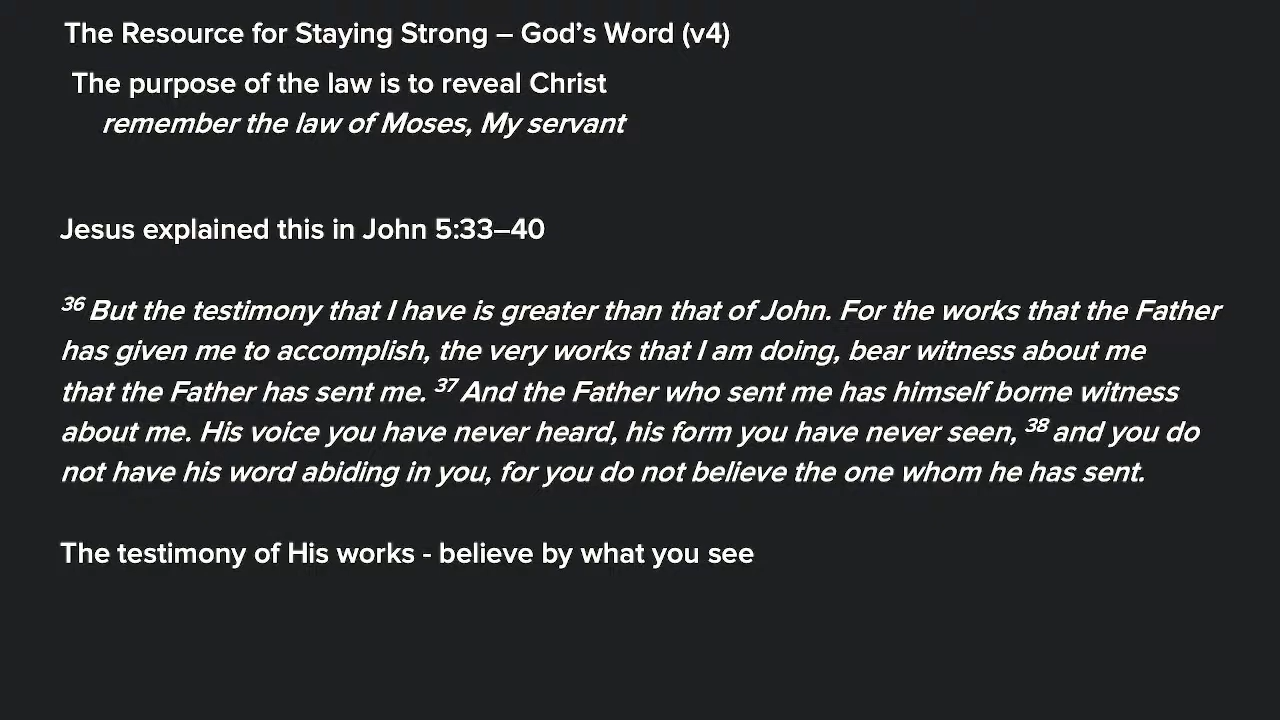 The Resource for Staying Strong – God’s Word (v4)
The purpose of the law is to reveal Christ
remember the law of Moses, My servant
Jesus explained this in John 5:33–40
36 But the testimony that I have is greater than that of John. For the works that the Father
has given me to accomplish, the very works that I am doing, bear witness about me
that the Father has sent me. 37 And the Father who sent me has himself borne witness
about me. His voice you have never heard, his form you have never seen, 38 and you do
not have his word abiding in you, for you do not believe the one whom he has sent.
The testimony of His works - believe by what you see